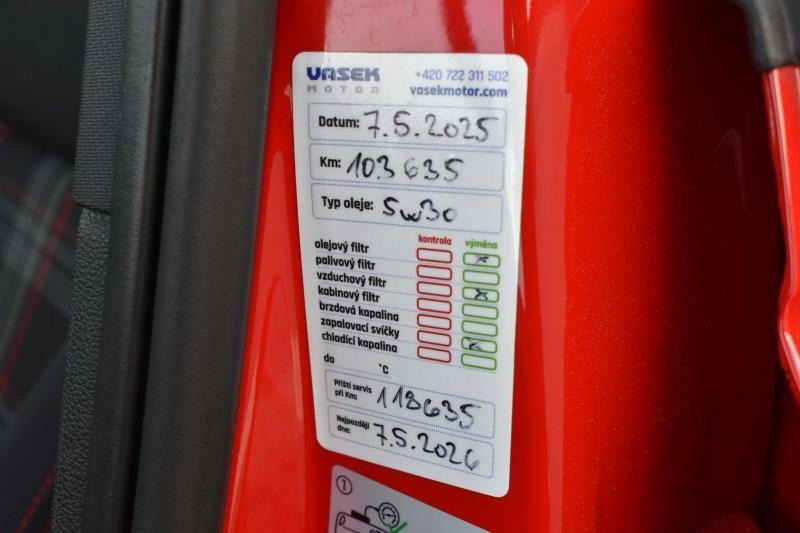 VASEK
MOTOR
+420 722 311 502
vasekmotor.com
Datum: 7.5.2025
Km: 103 635
Typ oleje: 5w30
kontrola výměna
olejový filtr
palivový filtr
vzduchový filtr
kabinový filtr
brzdová kapalina
zapalovací svíčky
chladící kapalina
do °C
Příští servis
při Km: 118635
Nejpozději
dne: 7.5.2026
1